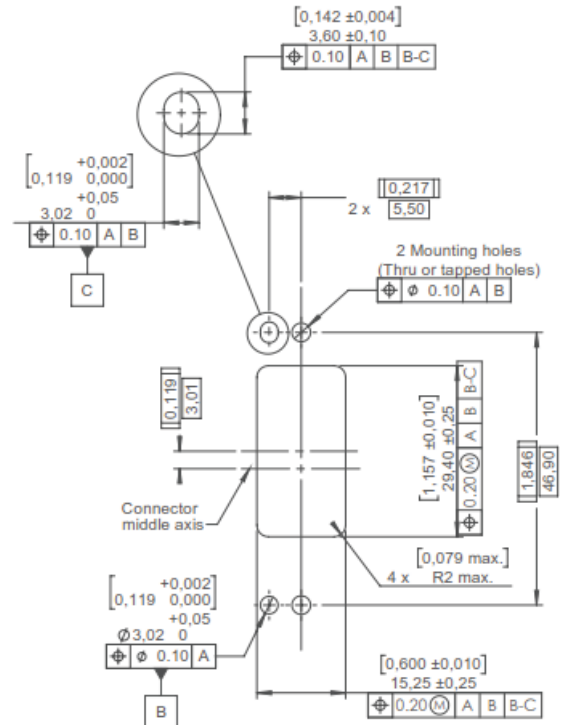 [0,142 ±0,004]
3,60 ±0,10
⌖ 0.10 A B B-C
+0,002
[0,119 0,000]
+0,05
3,02 0
⌖ 0.10 A B
C
[0,217]
2 x 5,50
2 Mounting holes
(Thru or tapped holes)
⌖ ϕ 0.10 A B
[0,119]
3,01
Connector
middle axis
[1,157 ±0,010]
29,40 ±0,25
⌖ 0.20 Ⓜ A B B-C
[1,846]
46,90
[0,079 max.]
4 x R2 max.
+0,002
[0,119 0,000]
+0,05
ϕ3,02 0
⌖ ϕ 0.10 A
B
[0,600 ±0,010]
15,25 ±0,25
⌖ 0.20 Ⓜ A B B-C